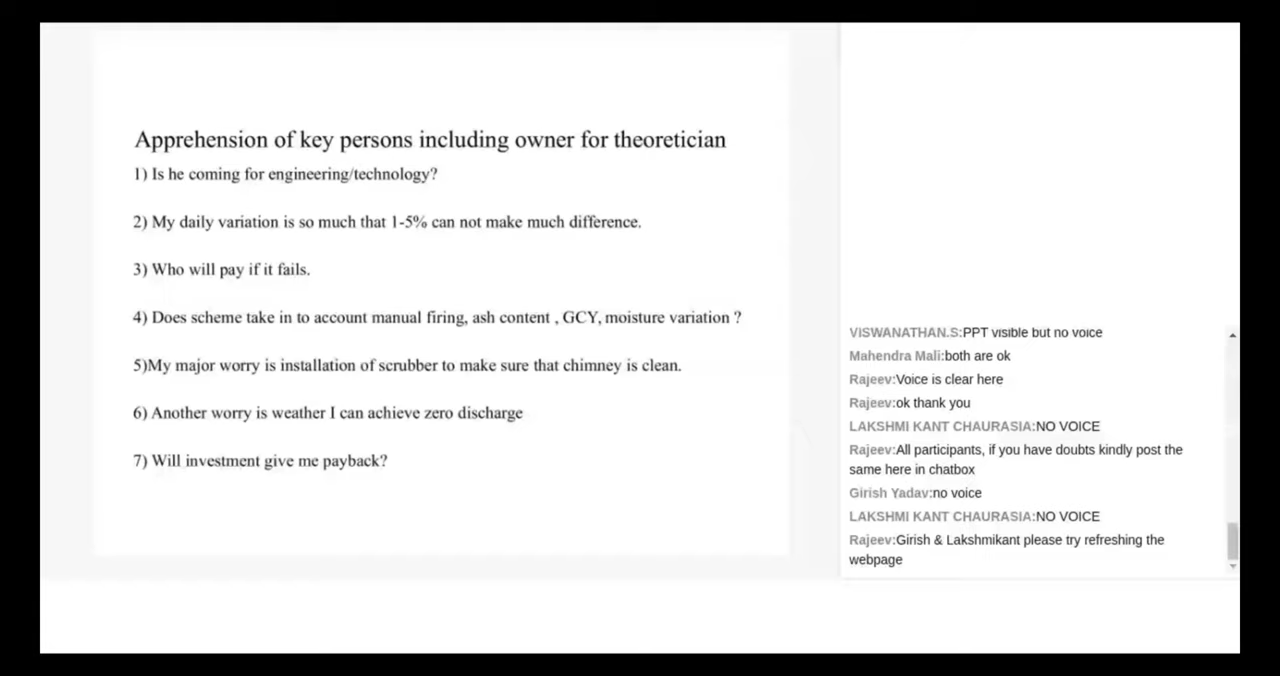 Apprehension of key persons including owner for theoretician
1) Is he coming for engineering/technology?
2) My daily variation is so much that 1-5% can not make much difference.
3) Who will pay if it fails.
4) Does scheme take in to account manual firing, ash content , GCY, moisture variation ?
5)My major worry is installation of scrubber to make sure that chimney is clean.
6) Another worry is weather I can achieve zero discharge
7) Will investment give me payback?
VISWANATHAN.S:PPT visible but no voice
Mahendra Mali:both are ok
Rajeev:Voice is clear here
Rajeev:ok thank you
LAKSHMI KANT CHAURASIA:NO VOICE
Rajeev:All participants, if you have doubts kindly post the
same here in chatbox
Girish Yadav:no voice
LAKSHMI KANT CHAURASIA:NO VOICE
Rajeev:Girish & Lakshmikant please try refreshing the
webpage